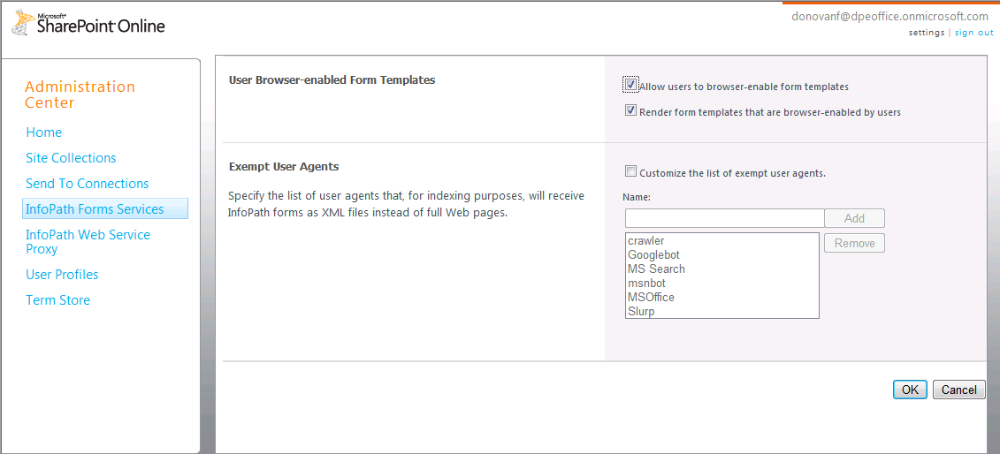 Microsoft®
SharePoint® Online
donovanf@dpeoffice.onmicrosoft.com
settings | sign out
Administration
Center
Home
Site Collections
Send To Connections
InfoPath Forms Services
InfoPath Web Service
Proxy
User Profiles
Term Store
User Browser-enabled Form Templates
Allow users to browser-enable form templates
Render form templates that are browser-enabled by users
Exempt User Agents
Specify the list of user agents that, for indexing purposes, will receive
InfoPath forms as XML files instead of full Web pages.
Customize the list of exempt user agents.
Name:
Add
Remove
crawler
Googlebot
MS Search
msnbot
MSOffice
Slurp
OK
Cancel